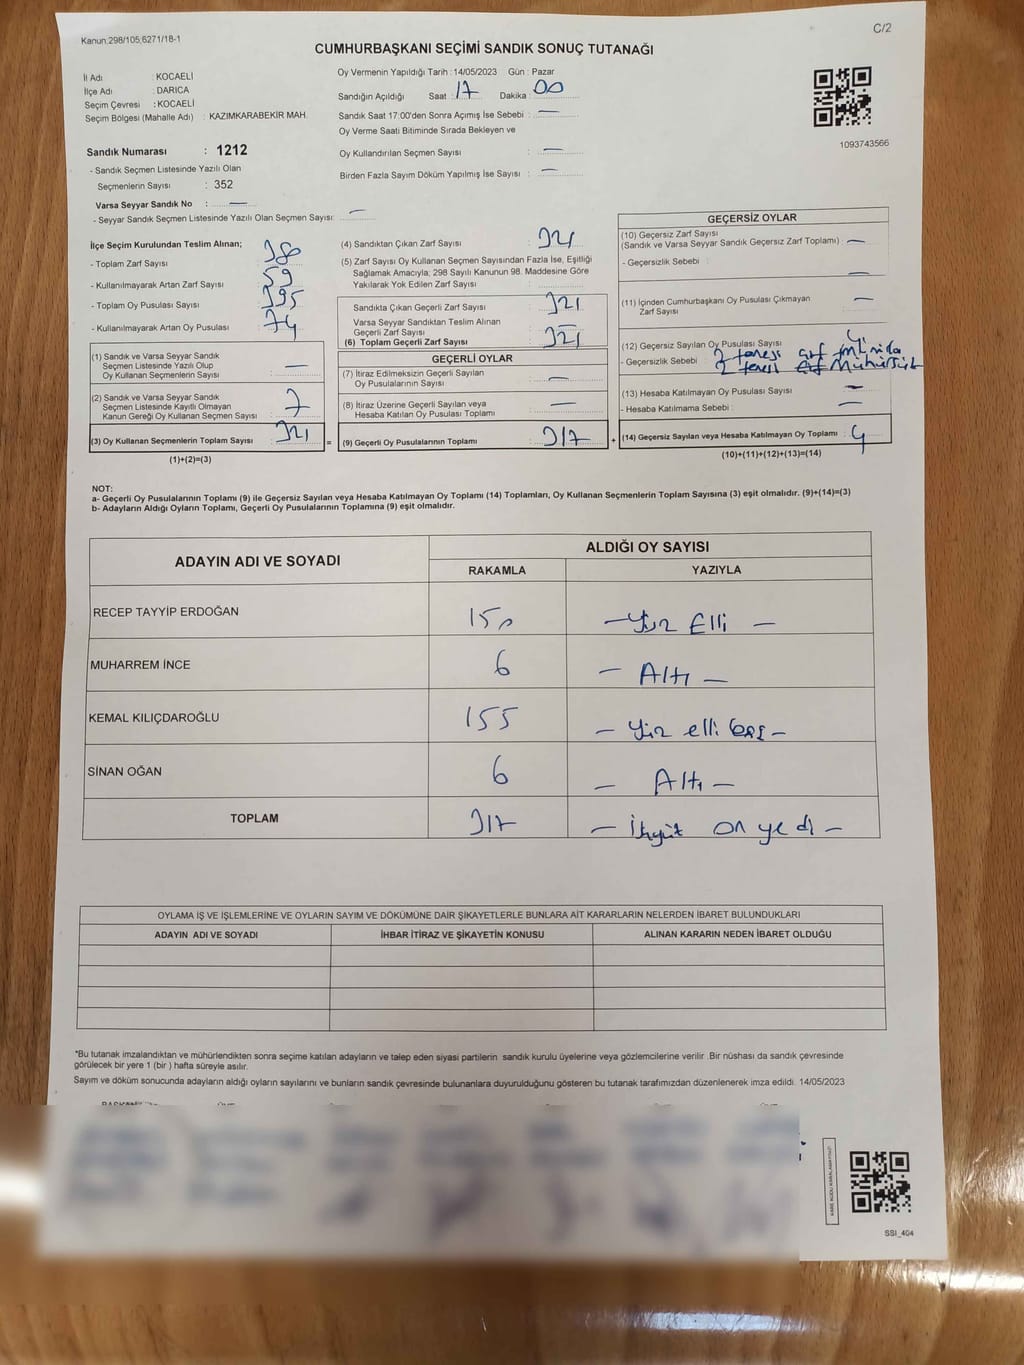 Kanun:298/105,6271/18-1
C/2
CUMHURBAŞKANI SEÇİMİ SANDIK SONUÇ TUTANAĞI
İl Adı : KOCAELİ
İlçe Adı : DARICA
Seçim Çevresi : KOCAELİ
Seçim Bölgesi (Mahalle Adı) : KAZIMKARABEKİR MAH.
Oy Vermenin Yapıldığı Tarih : 14/05/2023 Gün : Pazar
Sandığın Açıldığı Saat : 17 Dakika : 00
Sandık Saat 17:00'den Sonra Açımış İse Sebebi : —
Oy Verme Saati Bitiminde Sırada Bekleyen ve
Oy Kullandırılan Seçmen Sayısı : —
Birden Fazla Sayım Döküm Yapılmış İse Sayısı : —
1093743566
Sandık Numarası : 1212
- Sandık Seçmen Listesinde Yazılı Olan
Seçmenlerin Sayısı : 352
Varsa Seyyar Sandık No : —
- Seyyar Sandık Seçmen Listesinde Yazılı Olan Seçmen Sayısı: —
İlçe Seçim Kurulundan Teslim Alınan;
- Toplam Zarf Sayısı : 380
- Kullanılmayarak Artan Zarf Sayısı : 59
- Toplam Oy Pusulası Sayısı : 395
- Kullanılmayarak Artan Oy Pusulası : 74
(1) Sandık ve Varsa Seyyar Sandık
Seçmen Listesinde Yazılı Olup
Oy Kullanan Seçmenlerin Sayısı : —
(2) Sandık ve Varsa Seyyar Sandık
Seçmen Listesinde Kayıtlı Olmayan
Kanun Gereği Oy Kullanan Seçmen Sayısı : 7
(3) Oy Kullanan Seçmenlerin Toplam Sayısı : 321 =
(1)+(2)=(3)
(4) Sandıktan Çıkan Zarf Sayısı : 321
(5) Zarf Sayısı Oy Kullanan Seçmen Sayısından Fazla İse, Eşitliği
Sağlamak Amacıyla; 298 Sayılı Kanunun 98. Maddesine Göre
Yakılarak Yok Edilen Zarf Sayısı :
Sandıkta Çıkan Geçerli Zarf Sayısı : 321
Varsa Seyyar Sandıktan Teslim Alınan
Geçerli Zarf Sayısı : —
(6) Toplam Geçerli Zarf Sayısı : 321
GEÇERLİ OYLAR
(7) İtiraz Edilmeksizin Geçerli Sayılan
Oy Pusulalarının Sayısı : —
(8) İtiraz Üzerine Geçerli Sayılan veya
Hesaba Katılan Oy Pusulası Toplamı : —
(9) Geçerli Oy Pusulalarının Toplamı : 317 +
GEÇERSİZ OYLAR
(10) Geçersiz Zarf Sayısı
(Sandık ve Varsa Seyyar Sandık Geçersiz Zarf Toplamı) : —
- Geçersizlik Sebebi : —
(11) İçinden Cumhurbaşkanı Oy Pusulası Çıkmayan
Zarf Sayısı : —
(12) Geçersiz Sayılan Oy Pusulası Sayısı : 4
- Geçersizlik Sebebi : 2 tanesi
2 tanesi Mühürsüz
(13) Hesaba Katılmayan Oy Pusulası Sayısı : —
- Hesaba Katılmama Sebebi : —
(14) Geçersiz Sayılan veya Hesaba Katılmayan Oy Toplamı : 4
(10)+(11)+(12)+(13)=(14)
NOT:
a- Geçerli Oy Pusulalarının Toplamı (9) ile Geçersiz Sayılan veya Hesaba Katılmayan Oy Toplamı (14) Toplamları, Oy Kullanan Seçmenlerin Toplam Sayısına (3) eşit olmalıdır. (9)+(14)=(3)
b- Adayların Aldığı Oyların Toplamı, Geçerli Oy Pusulalarının Toplamına (9) eşit olmalıdır.
ADAYIN ADI VE SOYADI ALDIĞI OY SAYISI
RAKAMLA YAZIYLA
RECEP TAYYİP ERDOĞAN 150 — Yüz Elli —
MUHARREM İNCE 6 — Altı —
KEMAL KILIÇDAROĞLU 155 — Yüz elli beş —
SİNAN OĞAN 6 — Altı —
TOPLAM 317 — on yedi —
OYLAMA İŞ VE İŞLEMLERİNE VE OYLARIN SAYIM VE DÖKÜMÜNE DAİR ŞİKAYETLERLE BUNLARA AİT KARARLARIN NELERDEN İBARET BULUNDUKLARI
ADAYIN ADI VE SOYADI İHBAR İTİRAZ VE ŞİKAYETİN KONUSU ALINAN KARARIN NEDEN İBARET OLDUĞU
*Bu tutanak imzalandıktan ve mühürlendikten sonra seçime katılan adayların ve talep eden siyasi partilerin sandık kurulu üyelerine veya gözlemcilerine verilir .Bir nüshası da sandık çevresinde
görülecek bir yere 1 (bir ) hafta süreyle asılır.
Sayım ve döküm sonucunda adayların aldığı oyların sayılarını ve bunların sandık çevresinde bulunanlara duyurulduğunu gösteren bu tutanak tarafımızdan düzenlenerek imza edildi. 14/05/2023
SSI_404